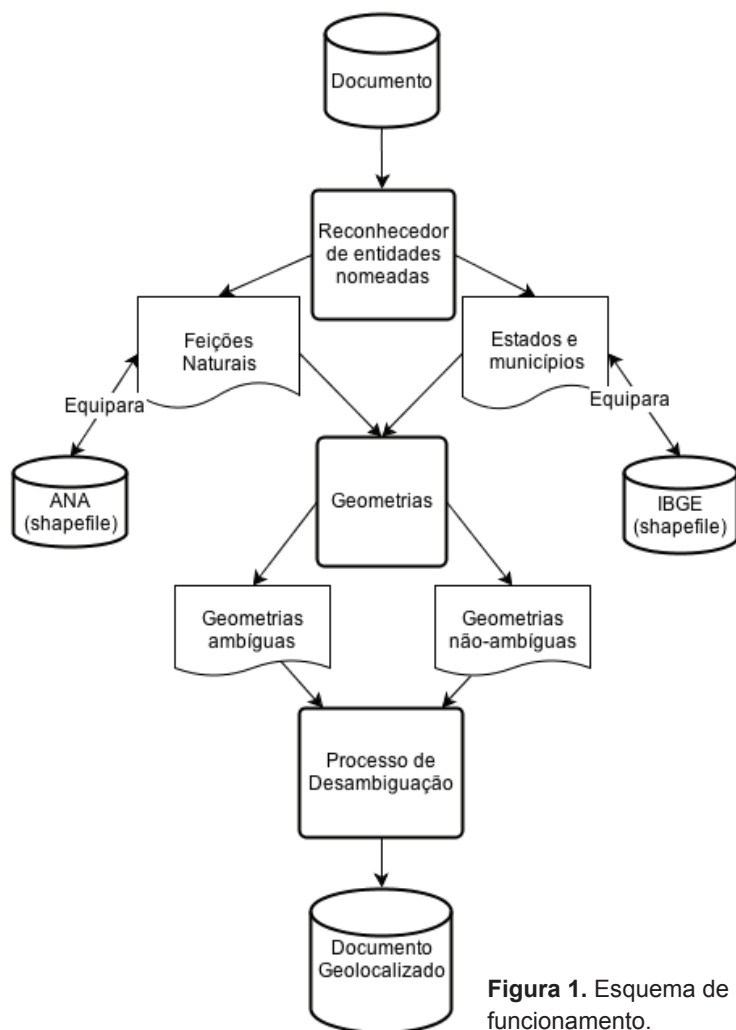 Documento
Reconhecedor
de entidades
nomeadas
Feições
Naturais
Estados e
municípios
Equipara
Equipara
ANA
(shapefile)
Geometrias
IBGE
(shapefile)
Geometrias
ambíguas
Geometrias
não-ambíguas
Processo de
Desambiguação
Documento
Geolocalizado
Figura 1. Esquema de
funcionamento.